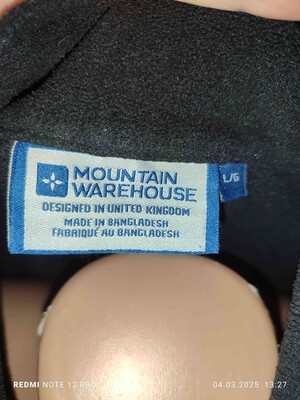 MOUNTAIN
WAREHOUSE
L/G
DESIGNED IN UNITED KINGDOM
MADE IN BANGLADESH
FABRIQUÉ AU BANGLADESH
REDMI NOTE 13 PRO
04.03.2025 13:27